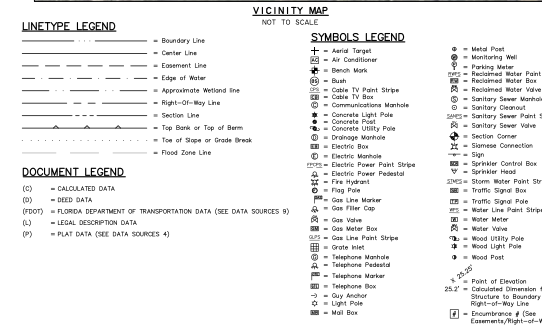 VICINITY MAP
NOT TO SCALE
LINETYPE LEGEND
= Boundary Line
= Center Line
= Easement Line
= Edge of Water
= Approximate Wetland line
= Right-Of-Way Line
= Section Line
= Top Bank or Top of Berm
= Toe of Slope or Grade Break
= Flood Zone Line
DOCUMENT LEGEND
(C) = CALCULATED DATA
(D) = DEED DATA
(FDOT) = FLORIDA DEPARTMENT OF TRANSPORTATION DATA (SEE DATA SOURCES 9)
(L) = LEGAL DESCRIPTION DATA
(P) = PLAT DATA (SEE DATA SOURCES 4)
SYMBOLS LEGEND
= Aerial Target
AC = Air Conditioner
= Bench Mark
BS = Bush
= Cable TV Paint Stripe
= Cable TV Box
© = Communications Manhole
= Concrete Light Pole
= Concrete Post
= Concrete Utility Pole
= Drainage Manhole
= Electric Box
= Electric Manhole
= Electric Power Paint Stripe
= Electric Power Pedestal
= Fire Hydrant
= Flag Pole
= Gas Line Marker
= Gas Filler Cap
= Gas Valve
= Gas Meter Box
= Gas Line Paint Stripe
= Grate Inlet
= Telephone Manhole
= Telephone Pedestal
= Telephone Marker
= Telephone Box
= Guy Anchor
= Light Pole
= Mail Box
= Metal Post
= Monitoring Well
= Parking Meter
= Reclaimed Water Paint
= Reclaimed Water Box
= Reclaimed Water Valve
= Sanitary Sewer Manhol
= Sanitary Cleanout
= Sanitary Sewer Paint S
= Sanitary Sewer Valve
= Section Corner
= Siamese Connection
= Sign
= Sprinkler Control Box
= Sprinkler Head
= Storm Water Paint Str
= Traffic Signal Box
= Traffic Signal Pole
= Water Line Paint Stripe
= Water Meter
= Water Valve
= Wood Utility Pole
= Wood Light Pole
= Wood Post
25.25' = Point of Elevation
25.2' = Calculated Dimension f
Structure to Boundary
Right-of-Way Line
# = Encumbrance # (See
Easements/Right-of-W